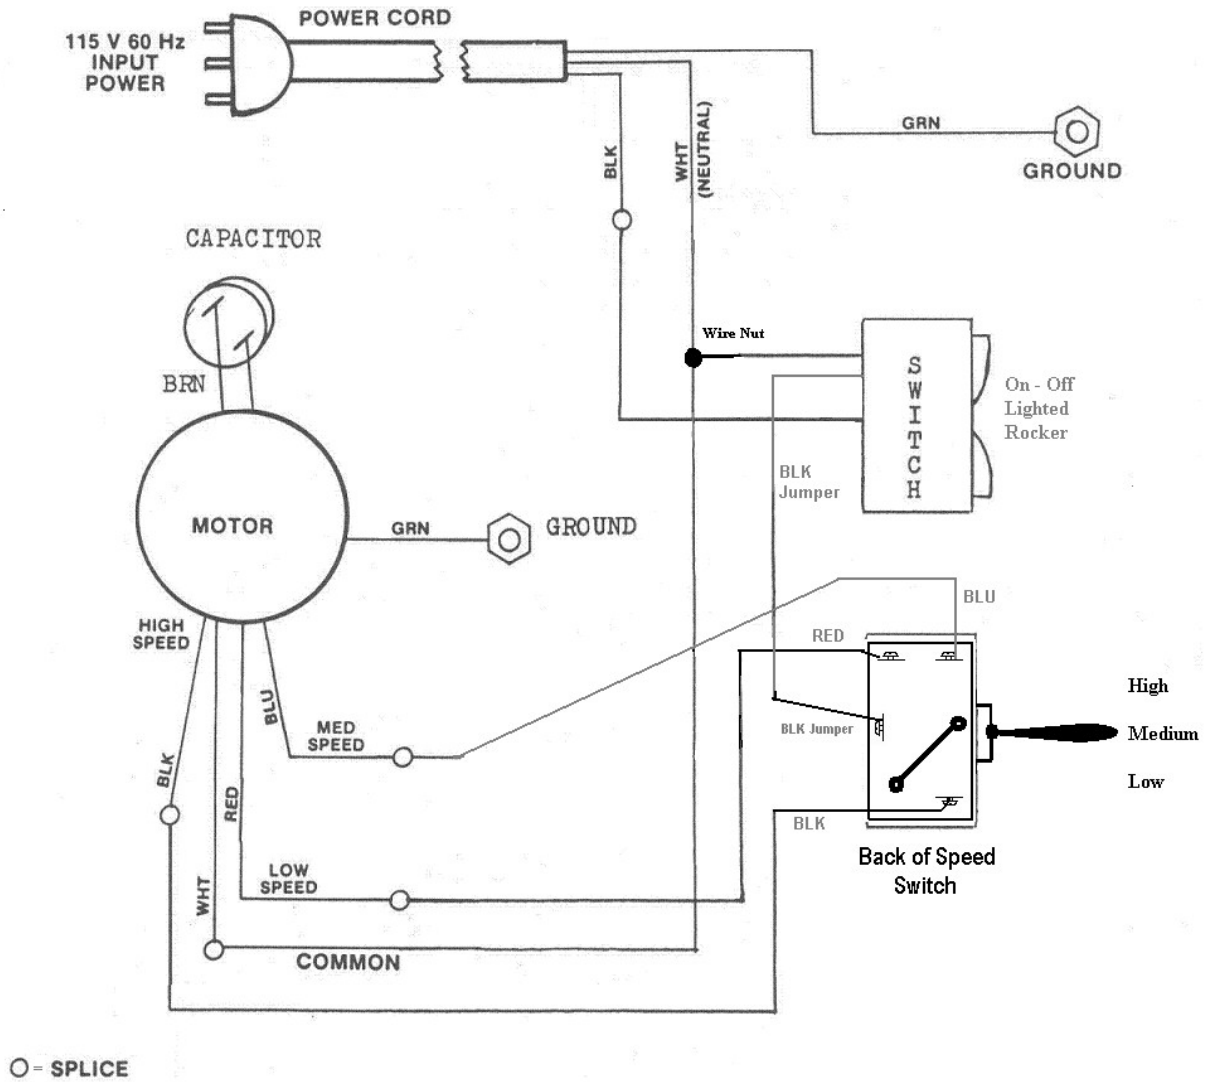 POWER CORD
115 V 60 Hz
INPUT
POWER
BLK
WHT
(NEUTRAL)
GRN
GROUND
CAPACITOR
BRN
Wire Nut
SWITCH
On - Off
Lighted
Rocker
BLK
Jumper
MOTOR
GRN
GROUND
HIGH
SPEED
BLU
MED
SPEED
BLK
RED
WHT
LOW
SPEED
COMMON
BLU
RED
BLK Jumper
BLK
High
Medium
Low
Back of Speed
Switch
= SPLICE